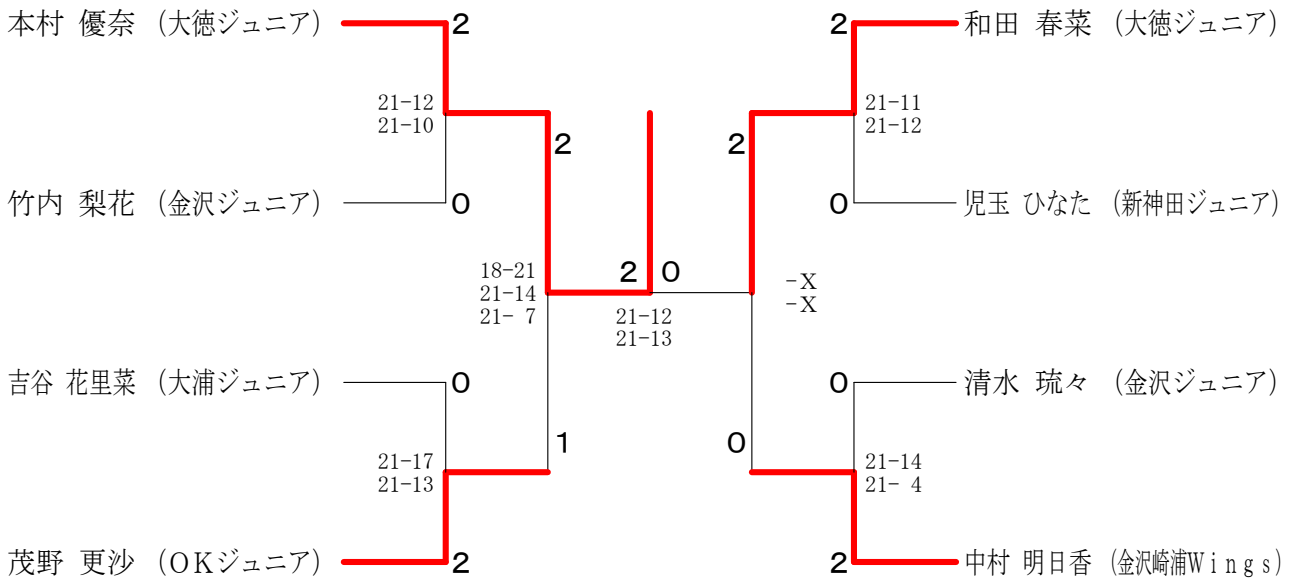 本村 優奈 (大徳ジュニア)
2
2
和田 春菜 (大徳ジュニア)
21-12
21-10
21-11
21-12
2
2
竹内 梨花 (金沢ジュニア)
0
0
児玉 ひなた (新神田ジュニア)
18-21
21-14
21- 7
2
0
-X
-X
21-12
21-13
吉谷 花里菜 (大浦ジュニア)
0
0
清水 琉々 (金沢ジュニア)
1
0
21-17
21-13
21-14
21- 4
茂野 更沙 (OKジュニア)
2
2
中村 明日香 (金沢崎浦Wings)